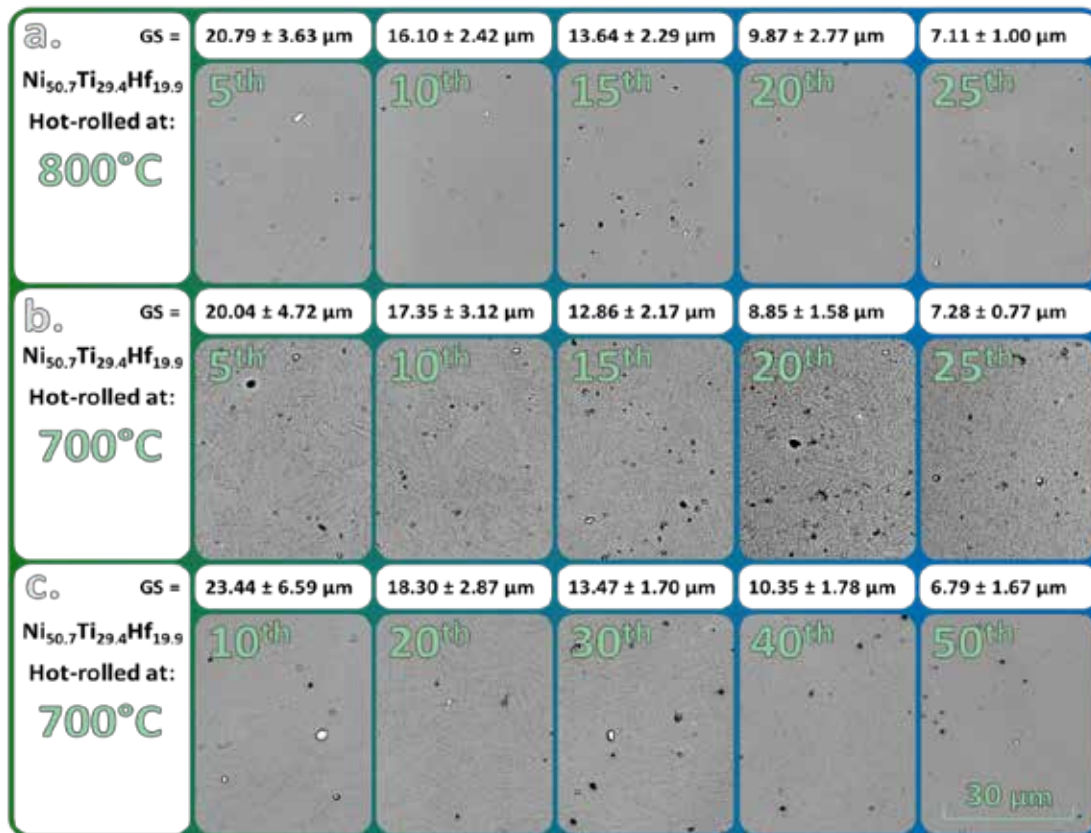 a. GS = 20.79 ± 3.63 μm 16.10 ± 2.42 μm 13.64 ± 2.29 μm 9.87 ± 2.77 μm 7.11 ± 1.00 μm
Ni50.7Ti29.4Hf19.9
Hot-rolled at:
800°C
5th 10th 15th 20th 25th
b. GS = 20.04 ± 4.72 μm 17.35 ± 3.12 μm 12.86 ± 2.17 μm 8.85 ± 1.58 μm 7.28 ± 0.77 μm
Ni50.7Ti29.4Hf19.9
Hot-rolled at:
700°C
5th 10th 15th 20th 25th
c. GS = 23.44 ± 6.59 μm 18.30 ± 2.87 μm 13.47 ± 1.70 μm 10.35 ± 1.78 μm 6.79 ± 1.67 μm
Ni50.7Ti29.4Hf19.9
Hot-rolled at:
700°C
10th 20th 30th 40th 50th
30 μm